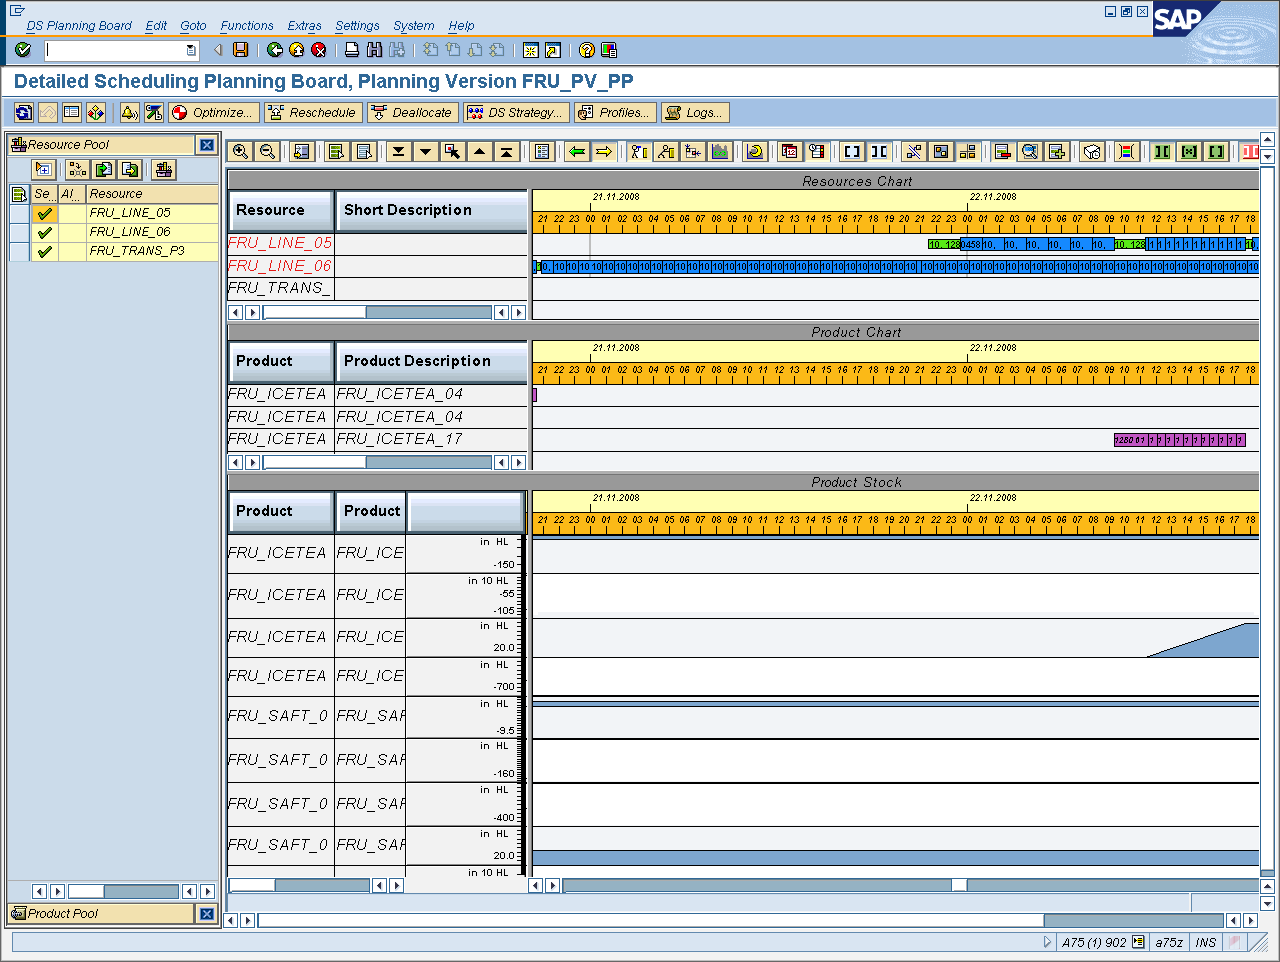 DS Planning Board Edit Goto Functions Extras Settings System Help
SAP
Detailed Scheduling Planning Board, Planning Version FRU_PV_PP
Optimize... Reschedule Deallocate DS Strategy... Profiles... Logs...
Resource Pool
Se... Al... Resource
FRU_LINE_05
FRU_LINE_06
FRU_TRANS_P3
Product Pool
Resources Chart
Resource Short Description
21.11.2008 22.11.2008
21 22 23 00 01 02 03 04 05 06 07 08 09 10 11 12 13 14 15 16 17 18 19 20 21 22 23 00 01 02 03 04 05 06 07 08 09 10 11 12 13 14 15 16 17 18
FRU_LINE_05
FRU_LINE_06
FRU_TRANS_
Product Chart
Product Product Description
21.11.2008 22.11.2008
21 22 23 00 01 02 03 04 05 06 07 08 09 10 11 12 13 14 15 16 17 18 19 20 21 22 23 00 01 02 03 04 05 06 07 08 09 10 11 12 13 14 15 16 17 18
FRU_ICETEA FRU_ICETEA_04
FRU_ICETEA FRU_ICETEA_04
FRU_ICETEA FRU_ICETEA_17
Product Stock
Product Product
21.11.2008 22.11.2008
21 22 23 00 01 02 03 04 05 06 07 08 09 10 11 12 13 14 15 16 17 18 19 20 21 22 23 00 01 02 03 04 05 06 07 08 09 10 11 12 13 14 15 16 17 18
in HL
FRU_ICETEA FRU_ICE
-150
in 10 HL
FRU_ICETEA FRU_ICE -55
-105
in HL
FRU_ICETEA FRU_ICE
20.0
in HL
FRU_ICETEA FRU_ICE
-700
in HL
FRU_SAFT_0 FRU_SAF
-9.5
in HL
FRU_SAFT_0 FRU_SAF
-160
in HL
FRU_SAFT_0 FRU_SAF
-400
in HL
FRU_SAFT_0 FRU_SAF
20.0
in 10 HL
A75 (1) 902 a75z INS